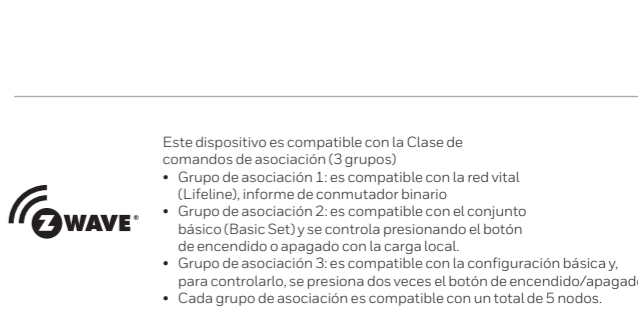 Este dispositivo es compatible con la Clase de
comandos de asociación (3 grupos)
• Grupo de asociación 1: es compatible con la red vital
(Lifeline), informe de conmutador binario
• Grupo de asociación 2: es compatible con el conjunto
básico (Basic Set) y se controla presionando el botón
de encendido o apagado con la carga local.
• Grupo de asociación 3: es compatible con la configuración básica y,
para controlarlo, se presiona dos veces el botón de encendido/apagado
• Cada grupo de asociación es compatible con un total de 5 nodos.
Z WAVE®